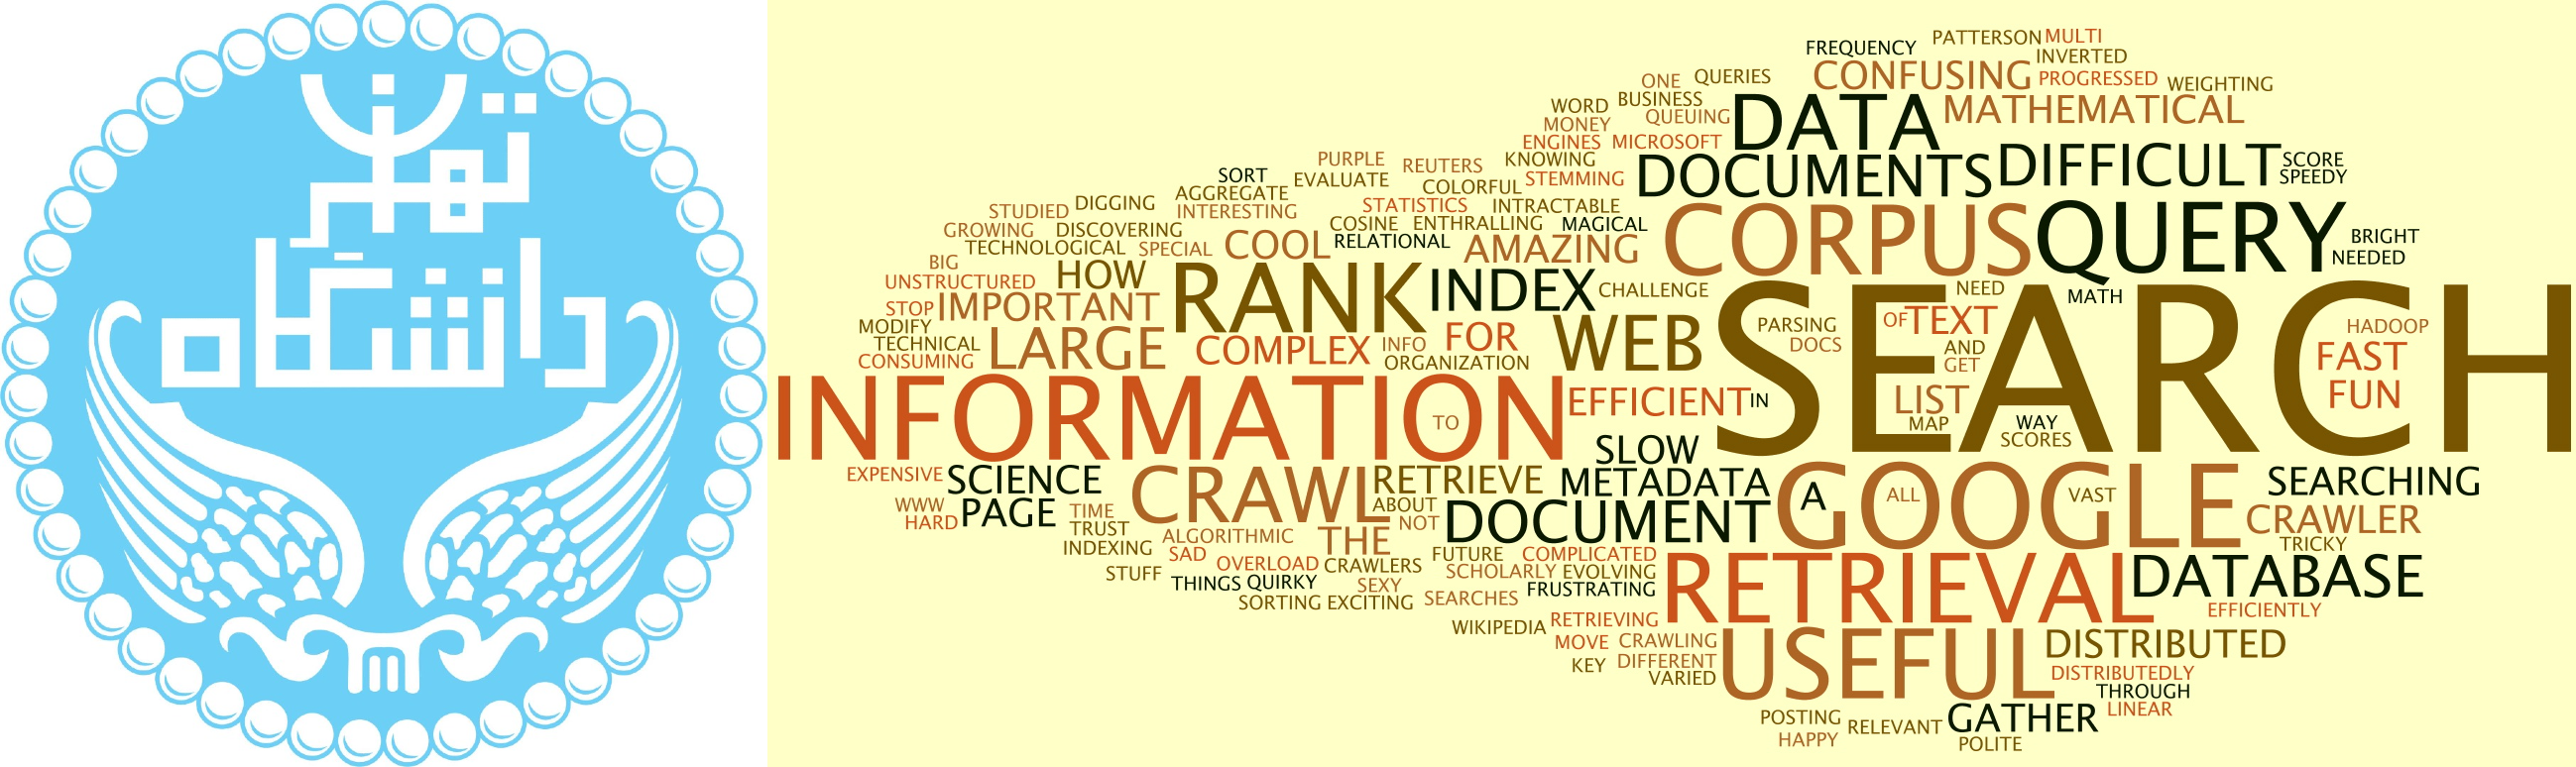 تهران
دانشگاه
FREQUENCY PATTERSON MULTI
INVERTED
ONE QUERIES CONFUSING PROGRESSED WEIGHTING
WORD BUSINESS DATA MATHEMATICAL
MONEY QUEUING
ENGINES MICROSOFT
PURPLE REUTERS KNOWING DOCUMENTS DIFFICULT SCORE
SORT EVALUATE COLORFUL STEMMING SPEEDY
DIGGING AGGREGATE STATISTICS INTRACTABLE
STUDIED INTERESTING COSINE ENTHRALLING MAGICAL CORPUS QUERY BRIGHT
GROWING DISCOVERING COOL RELATIONAL AMAZING NEEDED
TECHNOLOGICAL SPECIAL
BIG HOW RANK INDEX CHALLENGE NEED MATH
UNSTRUCTURED
STOP IMPORTANT WEB SEARCH PARSING OF TEXT HADOOP
MODIFY LARGE COMPLEX INFO FOR DOCS AND FAST
TECHNICAL ORGANIZATION GET
CONSUMING
INFORMATION TO EFFICIENT IN LIST FUN
MAP WAY
SLOW SCORES
EXPENSIVE SCIENCE CRAWL RETRIEVE METADATA A GOOGLE ALL VAST SEARCHING
WWW PAGE TIME ABOUT DOCUMENT CRAWLER
HARD TRUST NOT
INDEXING ALGORITHMIC THE TRICKY
SAD OVERLOAD CRAWLERS FUTURE COMPLICATED RETRIEVAL DATABASE
STUFF THINGS QUIRKY SEXY SCHOLARLY EVOLVING
SORTING EXCITING SEARCHES FRUSTRATING EFFICIENTLY
WIKIPEDIA RETRIEVING
MOVE CRAWLING USEFUL DISTRIBUTED
KEY DIFFERENT DISTRIBUTEDLY
VARIED THROUGH
POSTING RELEVANT GATHER LINEAR
HAPPY POLITE